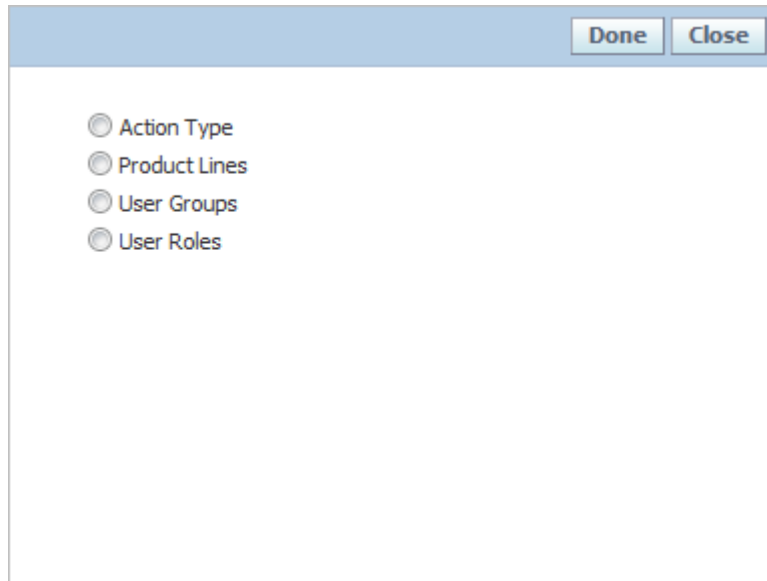 Done Close
Action Type
Product Lines
User Groups
User Roles